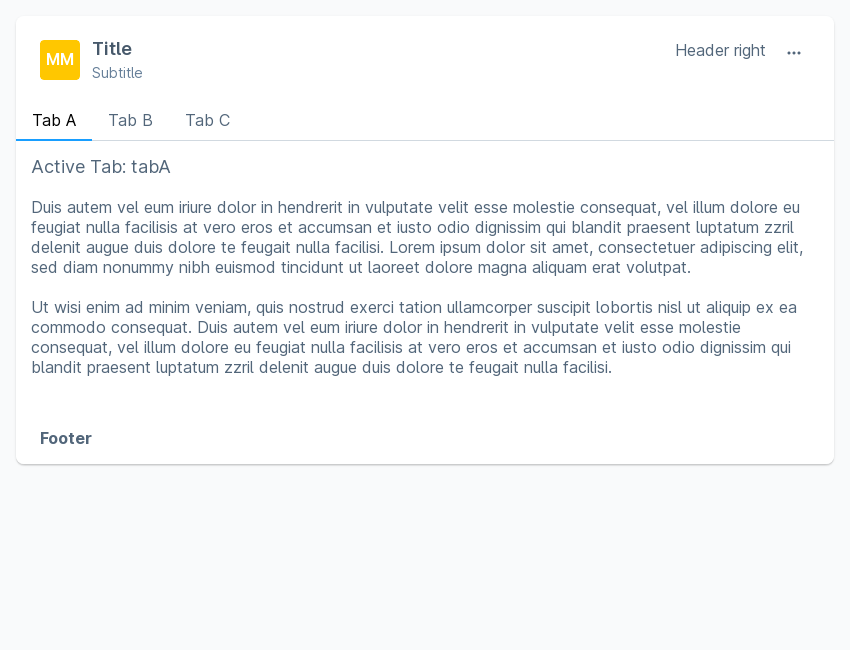 MM
Title
Subtitle
Header right
Tab A
Tab B
Tab C
Active Tab: tabA
Duis autem vel eum iriure dolor in hendrerit in vulputate velit esse molestie consequat, vel illum dolore eu
feugiat nulla facilisis at vero eros et accumsan et iusto odio dignissim qui blandit praesent luptatum zzril
delenit augue duis dolore te feugait nulla facilisi. Lorem ipsum dolor sit amet, consectetuer adipiscing elit,
sed diam nonummy nibh euismod tincidunt ut laoreet dolore magna aliquam erat volutpat.
Ut wisi enim ad minim veniam, quis nostrud exerci tation ullamcorper suscipit lobortis nisl ut aliquip ex ea
commodo consequat. Duis autem vel eum iriure dolor in hendrerit in vulputate velit esse molestie
consequat, vel illum dolore eu feugiat nulla facilisis at vero eros et accumsan et iusto odio dignissim qui
blandit praesent luptatum zzril delenit augue duis dolore te feugait nulla facilisi.
Footer